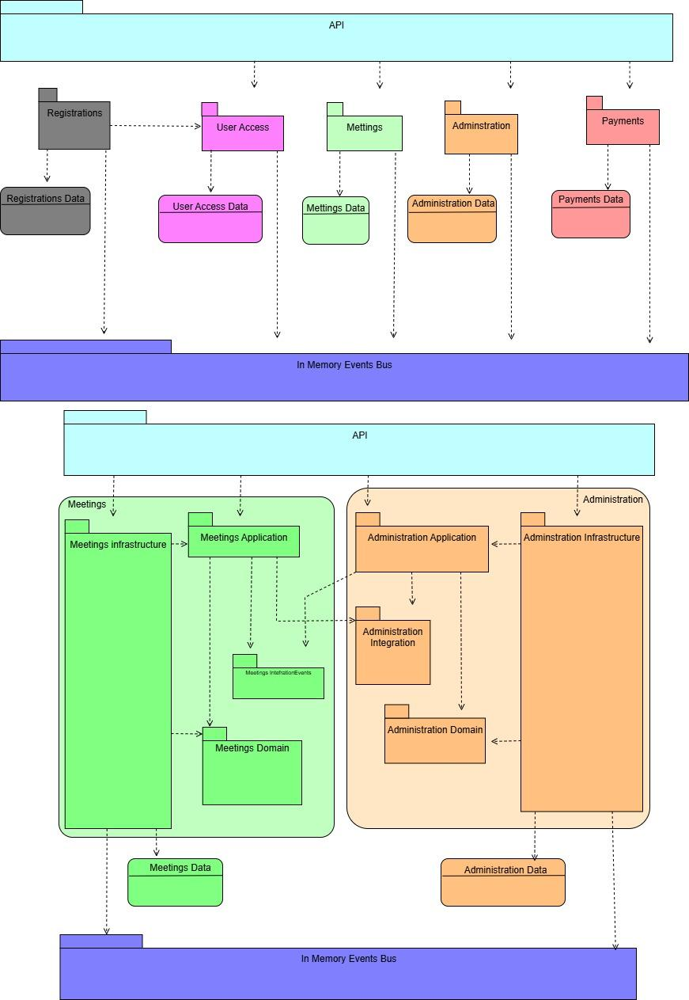 API
Registrations
User Access
Mettings
Adminstration
Payments
Registrations Data
User Access Data
Mettings Data
Administration Data
Payments Data
In Memory Events Bus
API
Meetings
Administration
Meetings infrastructure
Meetings Application
Administration Application
Adminstration Infrastructure
Administration
Integration
Meetings IntefrationEvents
Administration Domain
Meetings Domain
Meetings Data
Administration Data
In Memory Events Bus